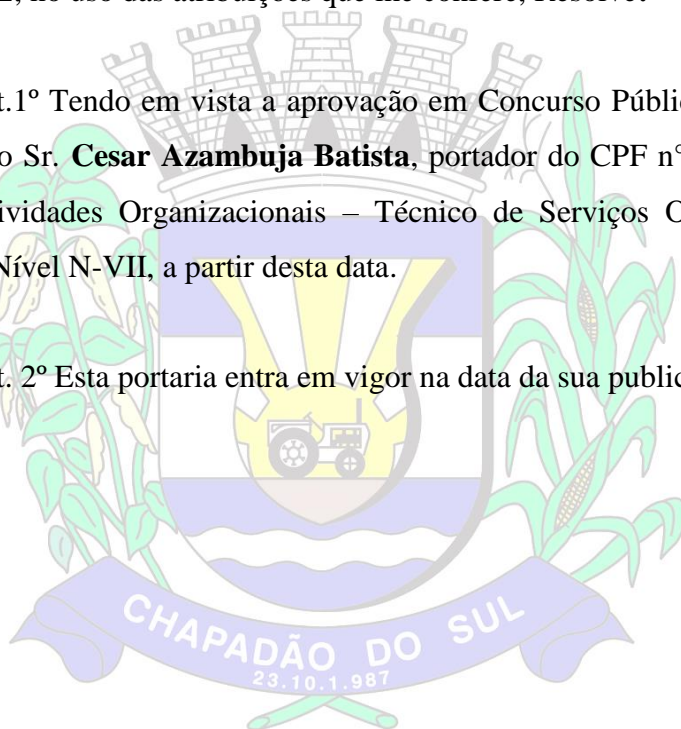 no uso das atribuições que lhe confere, Resolve:
t.1º Tendo em vista a aprovação em Concurso Públic
o Sr. Cesar Azambuja Batista, portador do CPF n°
ividades Organizacionais – Técnico de Serviços O
Nível N-VII, a partir desta data.
t. 2º Esta portaria entra em vigor na data da sua public
CHAPADÃO DO SUL
23.10.1.987